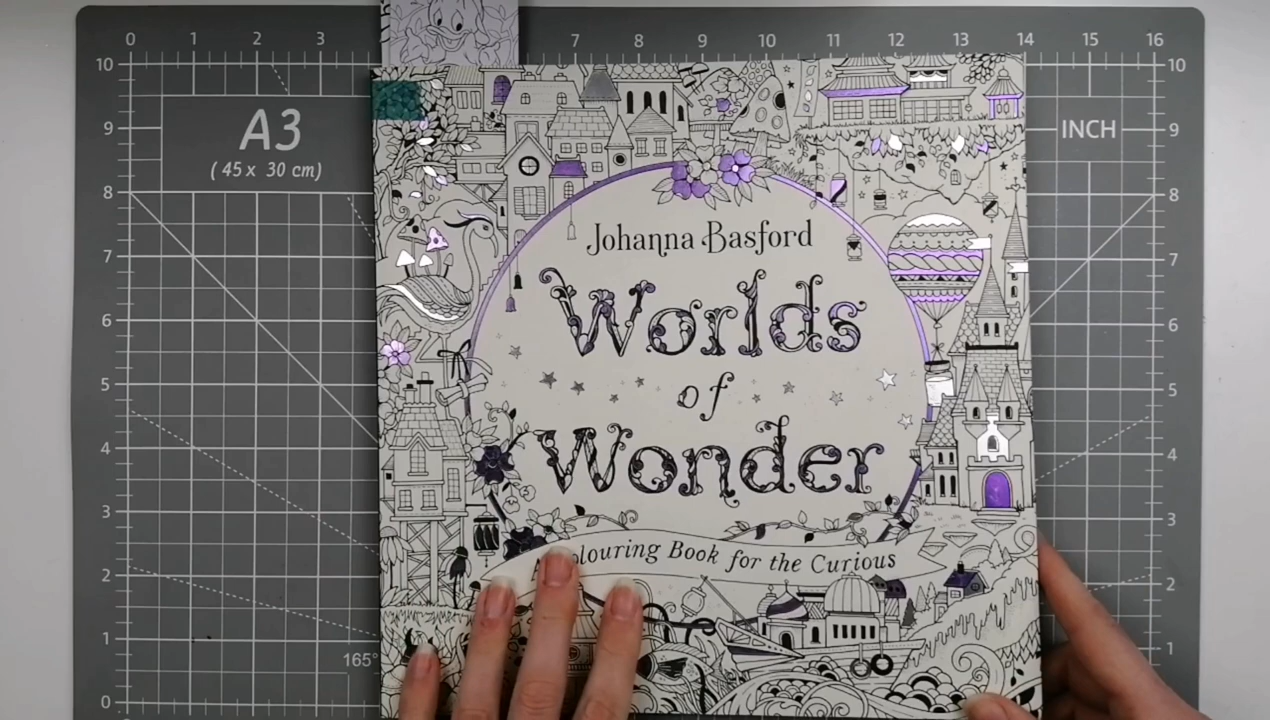 0 1 2 3 7 8 9 10 11 12 13 14 15 16
10 10
9 A3 INCH 9
( 45 x 30 cm)
8 8
Johanna Basford
7 7
Worlds
6 6
5 5
of
4 4
Wonder
3 3
Colouring Book for the Curious
2 2
1 1
165°
0